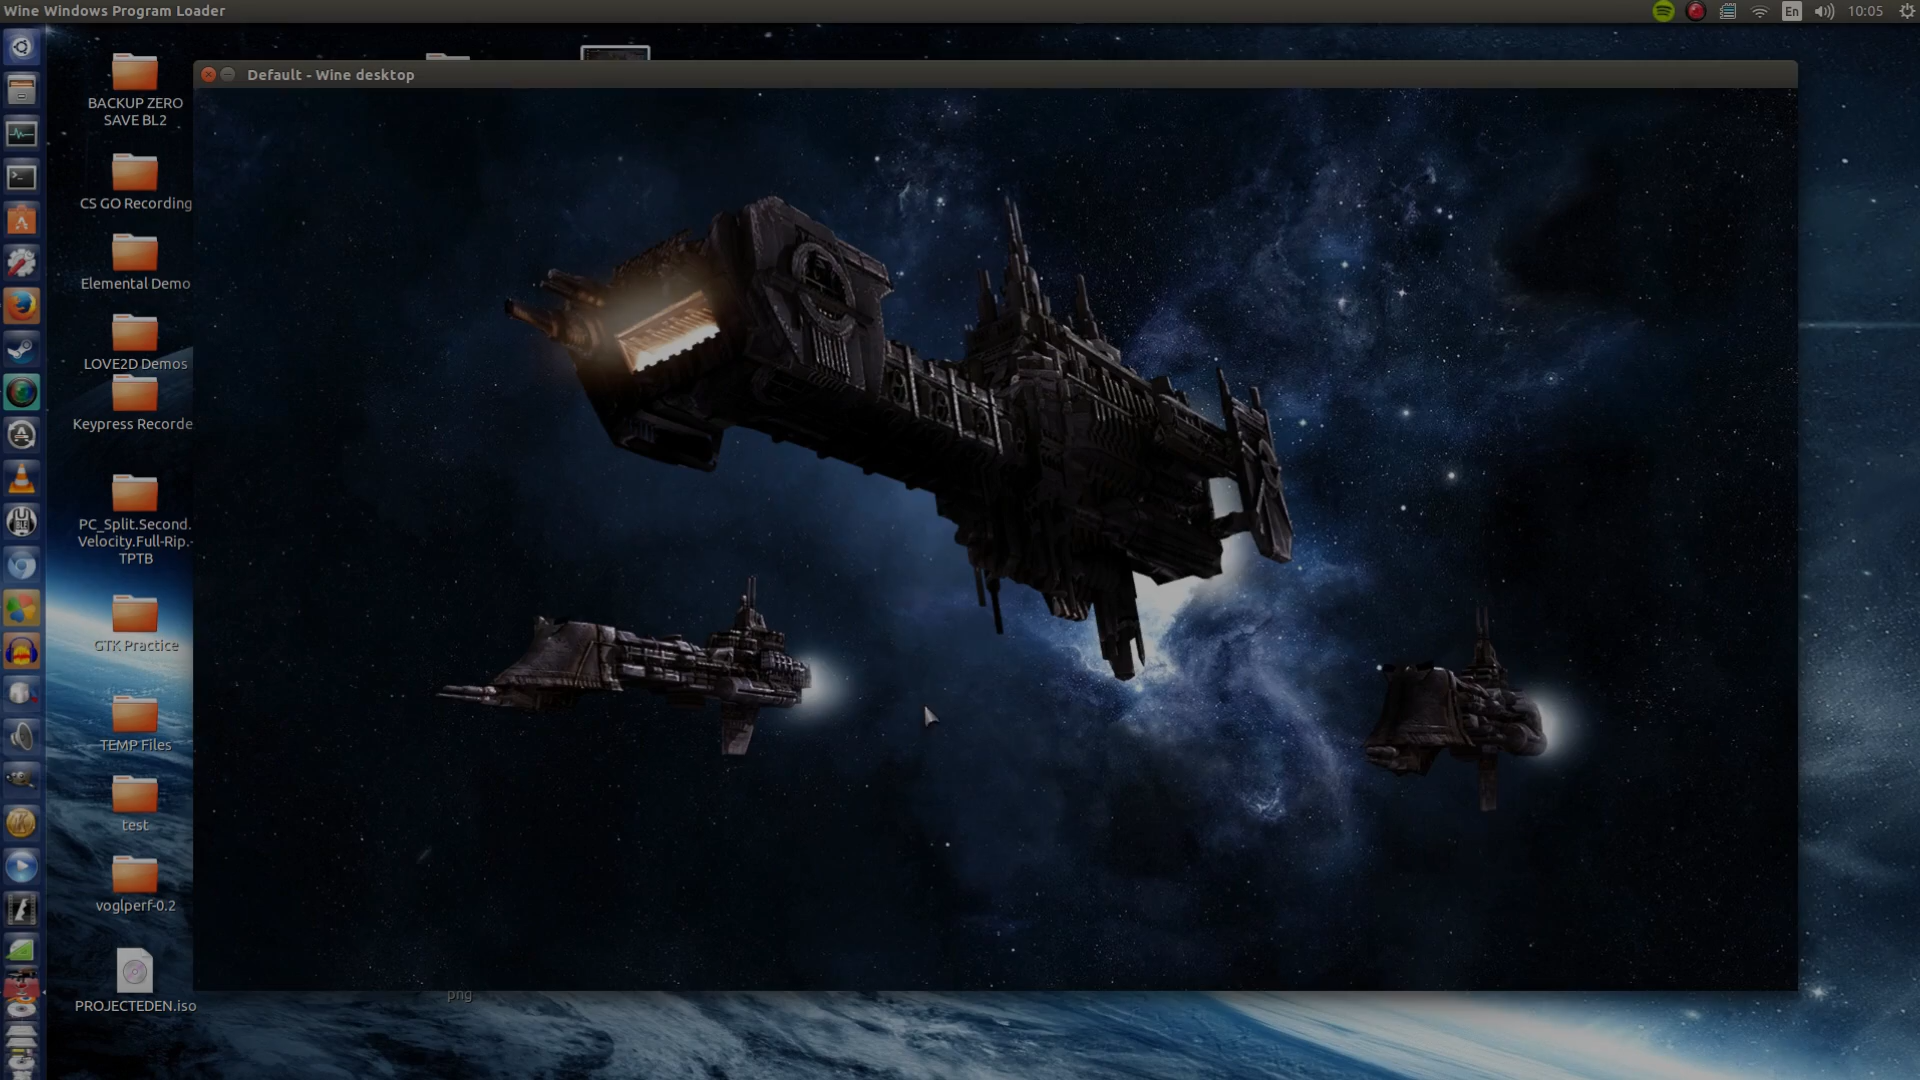 Wine Windows Program Loader
En
10:05
Default - Wine desktop
BACKUP ZERO
SAVE BL2
CS GO Recording
Elemental Demo
LOVE2D Demos
Keypress Recorde
PC_Split.Second.
Velocity.Full-Rip.-
TPTB
GTK Practice
TEMP Files
test
voglperf-0.2
PROJECTEDEN.iso
png